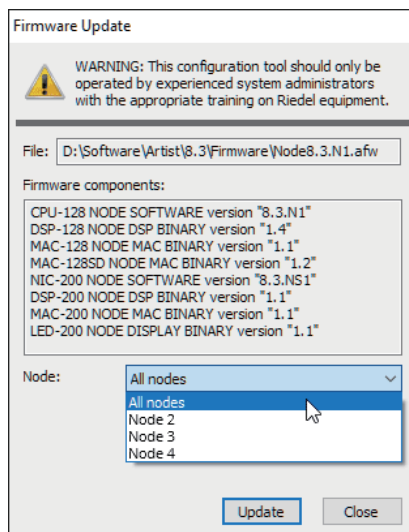 Firmware Update
WARNING: This configuration tool should only be
operated by experienced system administrators
with the appropriate training on Riedel equipment.
File: D:\Software\Artist\8.3\Firmware\Node8.3.N1.afw
Firmware components:
CPU-128 NODE SOFTWARE version "8.3.N1"
DSP-128 NODE DSP BINARY version "1.4"
MAC-128 NODE MAC BINARY version "1.1"
MAC-128SD NODE MAC BINARY version "1.2"
NIC-200 NODE SOFTWARE version "8.3.NS1"
DSP-200 NODE DSP BINARY version "1.1"
MAC-200 NODE MAC BINARY version "1.1"
LED-200 NODE DISPLAY BINARY version "1.1"
Node: All nodes
All nodes
Node 2
Node 3
Node 4
Update Close